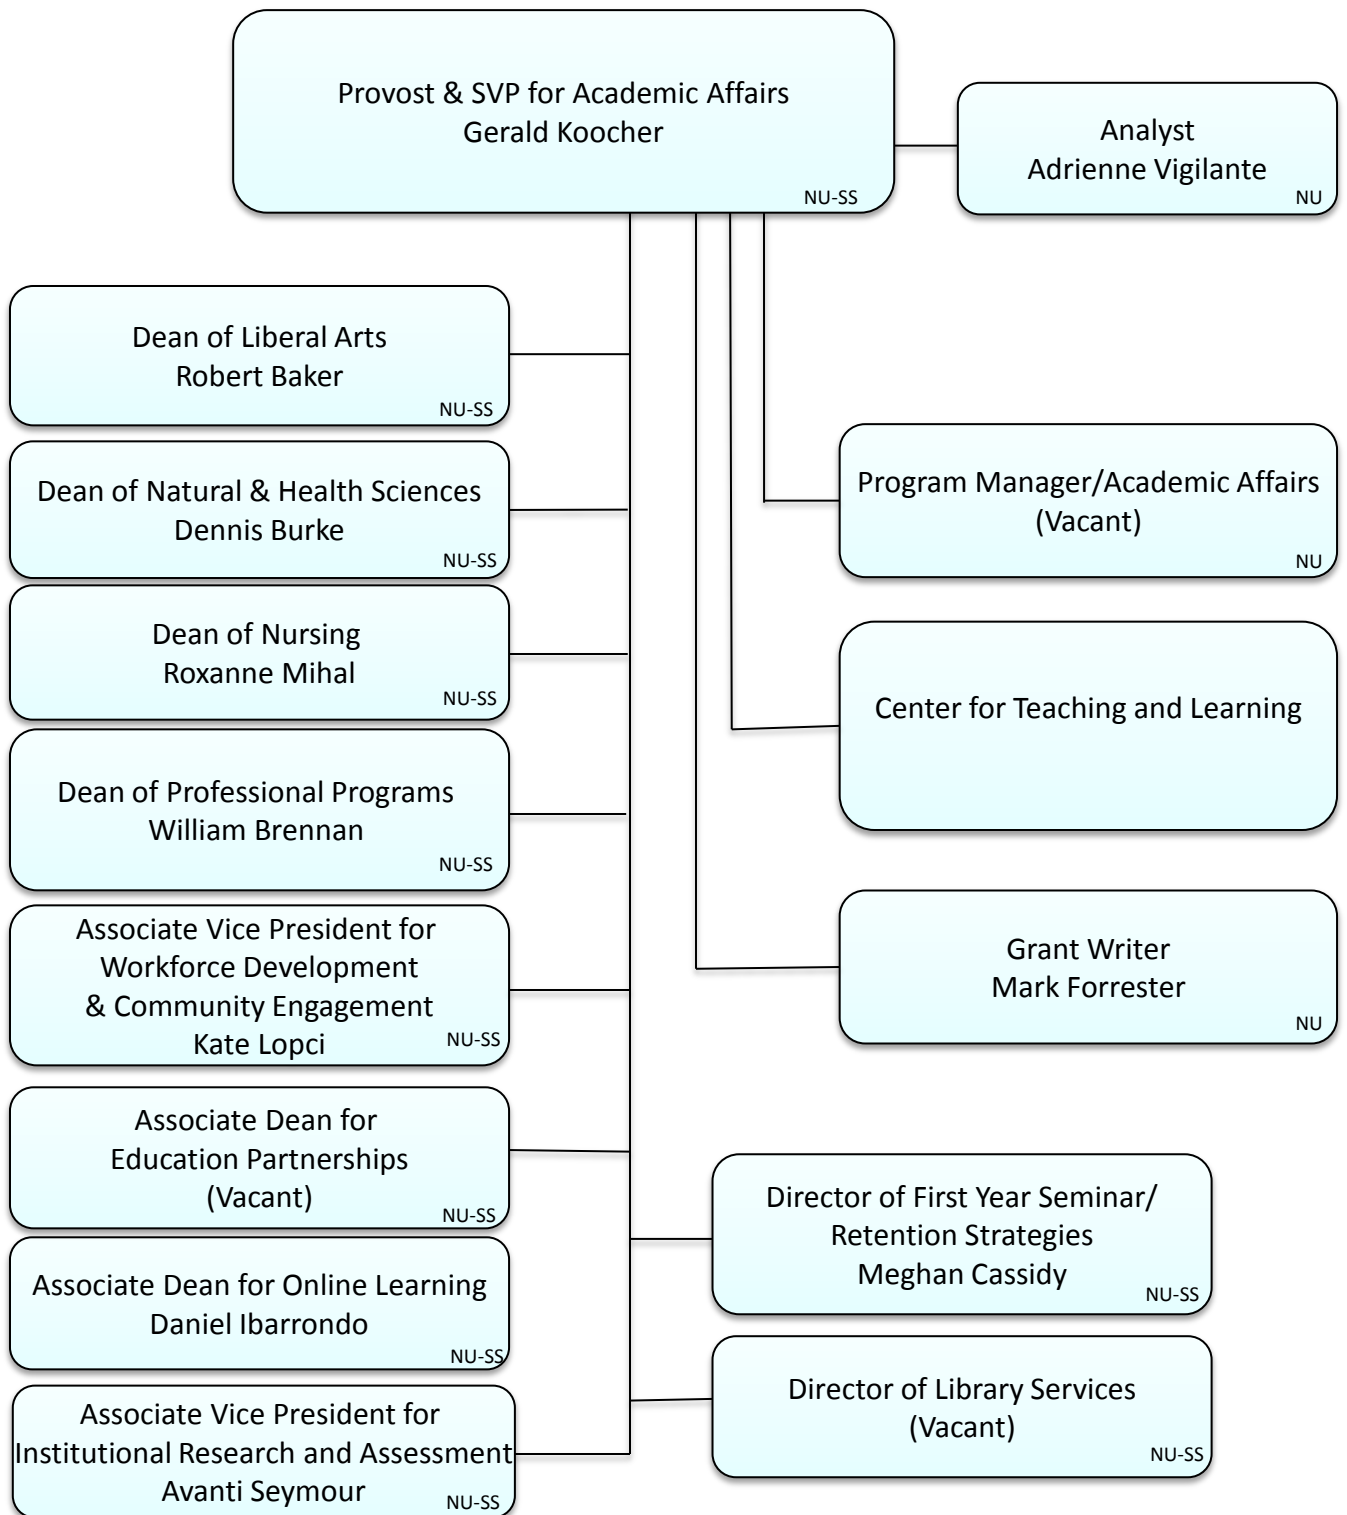 Provost & SVP for Academic Affairs
Gerald Koocher
NU-SS
Analyst
Adrienne Vigilante
NU
Dean of Liberal Arts
Robert Baker
NU-SS
Dean of Natural & Health Sciences
Dennis Burke
NU-SS
Dean of Nursing
Roxanne Mihal
NU-SS
Dean of Professional Programs
William Brennan
NU-SS
Associate Vice President for
Workforce Development
& Community Engagement
Kate Lopci
NU-SS
Associate Dean for
Education Partnerships
(Vacant)
NU-SS
Associate Dean for Online Learning
Daniel Ibarrondo
NU-SS
Associate Vice President for
Institutional Research and Assessment
Avanti Seymour
NU-SS
Program Manager/Academic Affairs
(Vacant)
NU
Center for Teaching and Learning
Grant Writer
Mark Forrester
NU
Director of First Year Seminar/
Retention Strategies
Meghan Cassidy
NU-SS
Director of Library Services
(Vacant)
NU-SS